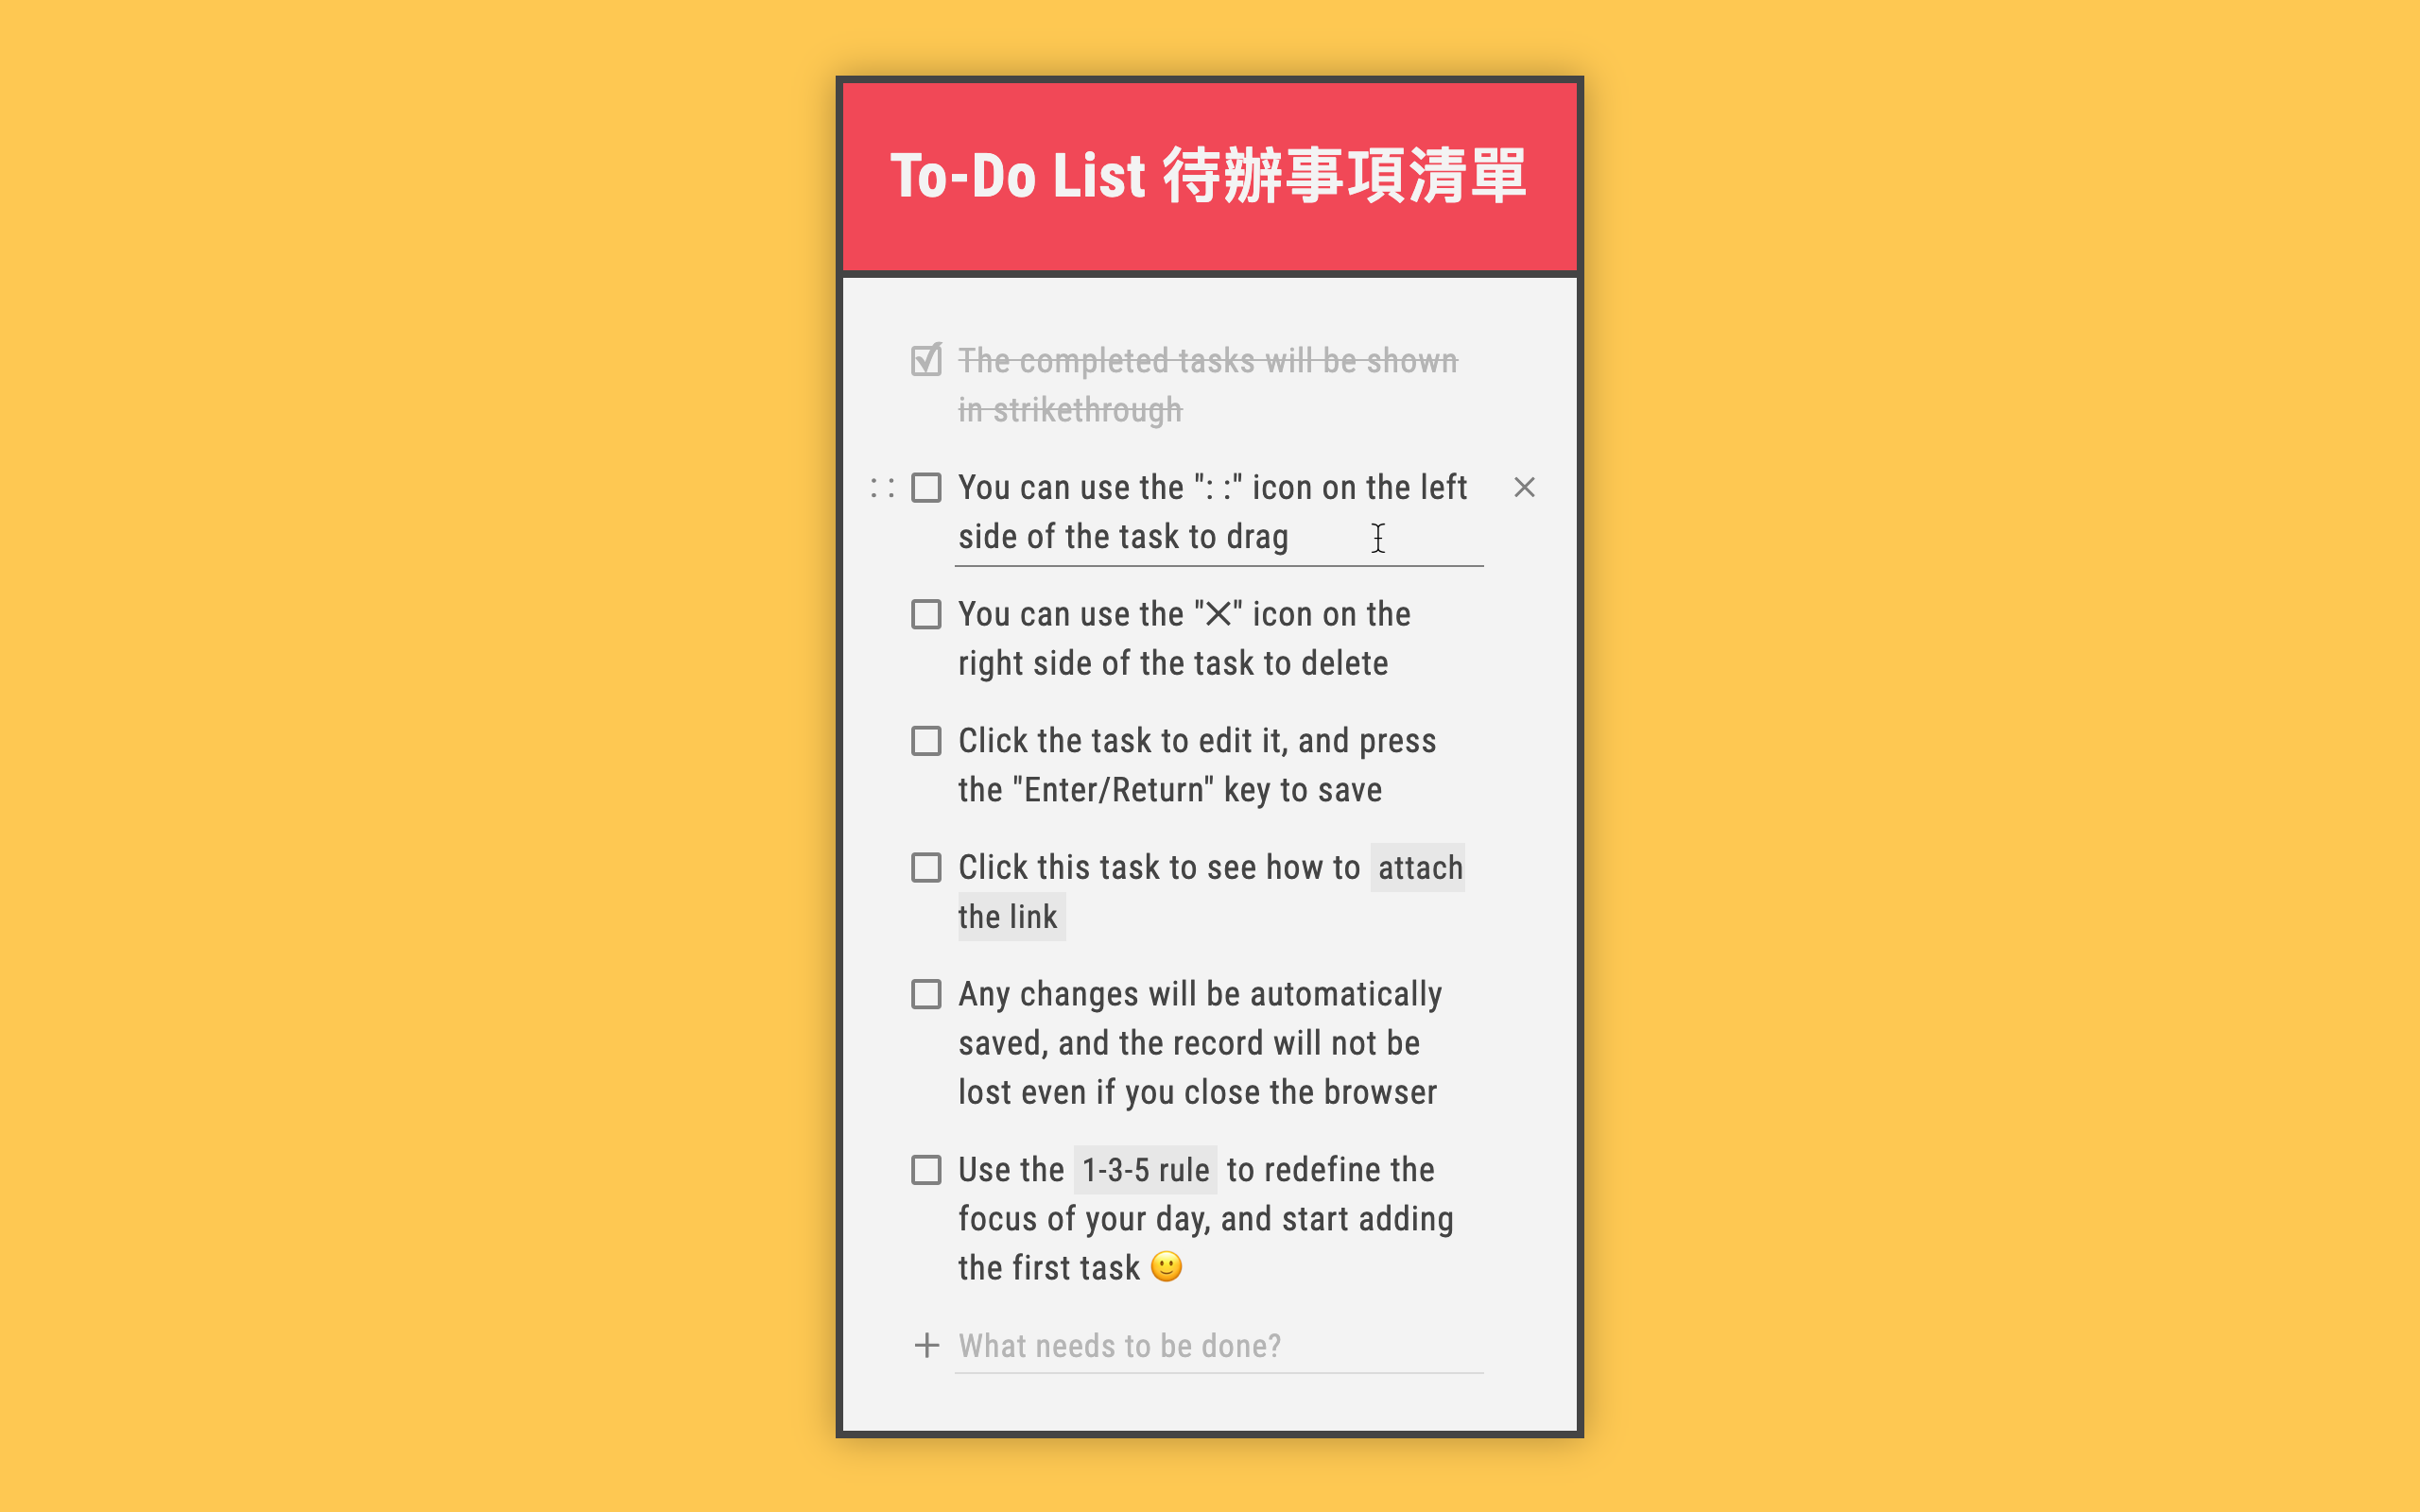 To-Do List 待辦事項清單
The completed tasks will be shown
in strikethrough
You can use the ": :" icon on the left
side of the task to drag
You can use the "✕" icon on the
right side of the task to delete
Click the task to edit it, and press
the "Enter/Return" key to save
Click this task to see how to attach
the link
Any changes will be automatically
saved, and the record will not be
lost even if you close the browser
Use the 1-3-5 rule to redefine the
focus of your day, and start adding
the first task 🙂
What needs to be done?